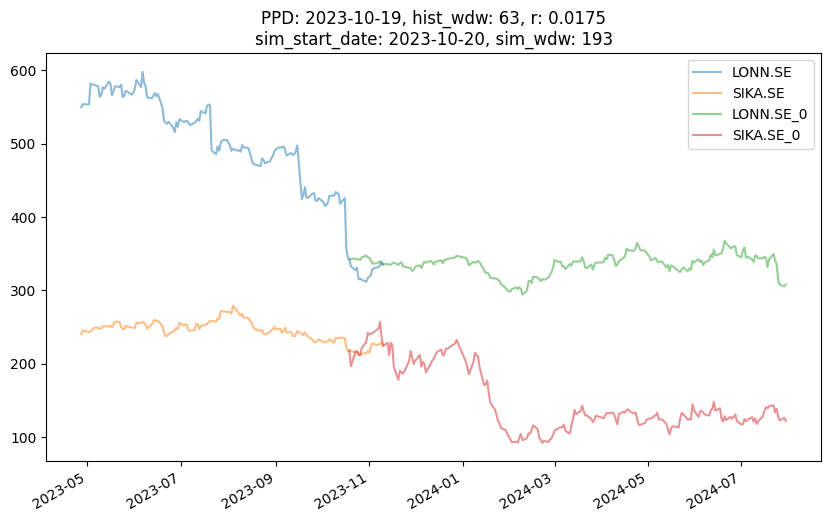 PPD: 2023-10-19, hist_wdw: 63, r: 0.0175
sim_start_date: 2023-10-20, sim_wdw: 193
LONN.SE
SIKA.SE
LONN.SE_0
SIKA.SE_0
600
500
400
300
200
100
2023-05
2023-07
2023-09
2023-11
2024-01
2024-03
2024-05
2024-07